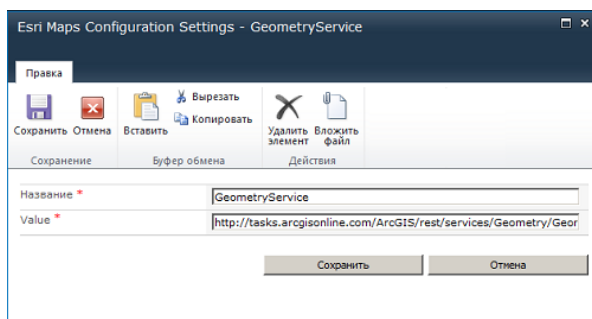 Esri Maps Configuration Settings - GeometryService
Правка
Сохранить Отмена
Вставить
Вырезать
Копировать
Удалить элемент
Вложить файл
Сохранение
Буфер обмена
Действия
Название *
GeometryService
Value *
http://tasks.arcgisonline.com/ArcGIS/rest/services/Geometry/Geor
Сохранить
Отмена